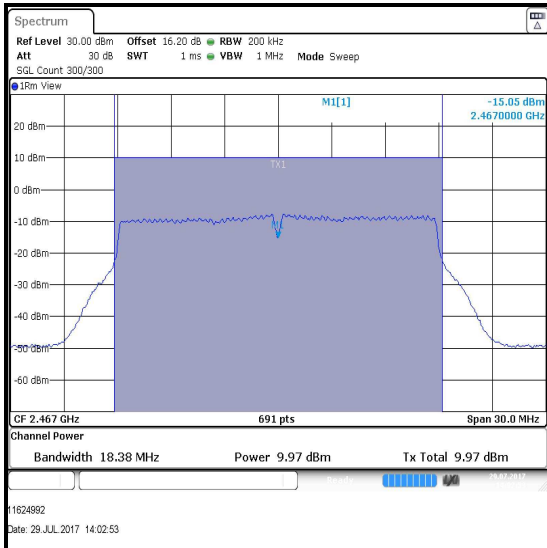 Spectrum
Ref Level 30.00 dBm Offset 16.20 dB RBW 200 kHz
Att 30 dB SWT 1 ms VBW 1 MHz Mode Sweep
SGL Count 300/300
1Rm View
M1[1] -15.05 dBm
2.4670000 GHz
20 dBm
10 dBm
TX1
0 dBm
-10 dBm
-20 dBm
-30 dBm
-40 dBm
-50 dBm
-60 dBm
CF 2.467 GHz 691 pts Span 30.0 MHz
Channel Power
Bandwidth 18.38 MHz Power 9.97 dBm Tx Total 9.97 dBm
Ready 29.07.2017
11624992
Date: 29.JUL.2017 14:02:53